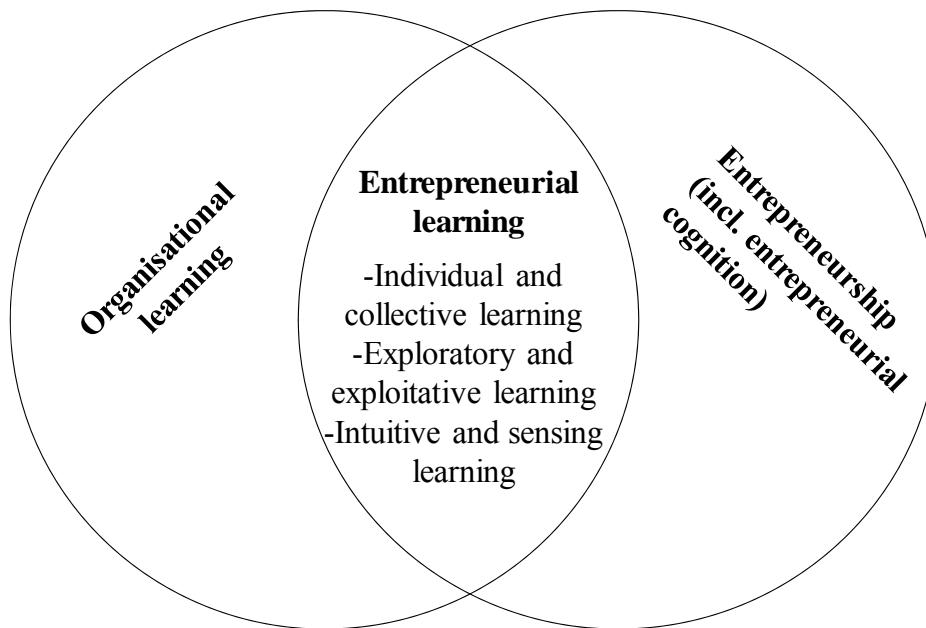 Organisational
learning
Entrepreneurial
learning
-Individual and
collective learning
-Exploratory and
exploitative learning
-Intuitive and sensing
learning
Entrepreneurship
(incl. entrepreneurial
cognition)